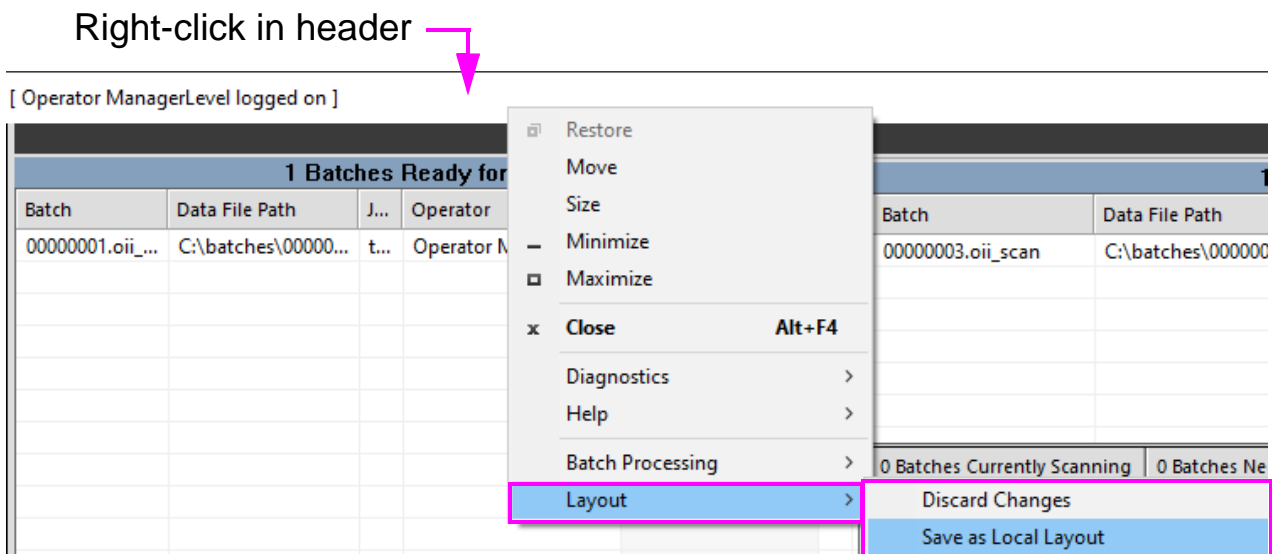 Right-click in header
[ Operator ManagerLevel logged on ]
1 Batches Ready for
Batch Data File Path J... Operator
00000001.oii_... C:\batches\00000... t... Operator M
Restore
Move
Size
Minimize
Maximize
Close Alt+F4
Diagnostics
Help
Batch Processing
Layout
1
Batch Data File Path
00000003.oii_scan C:\batches\000000
0 Batches Currently Scanning 0 Batches Ne
Discard Changes
Save as Local Layout